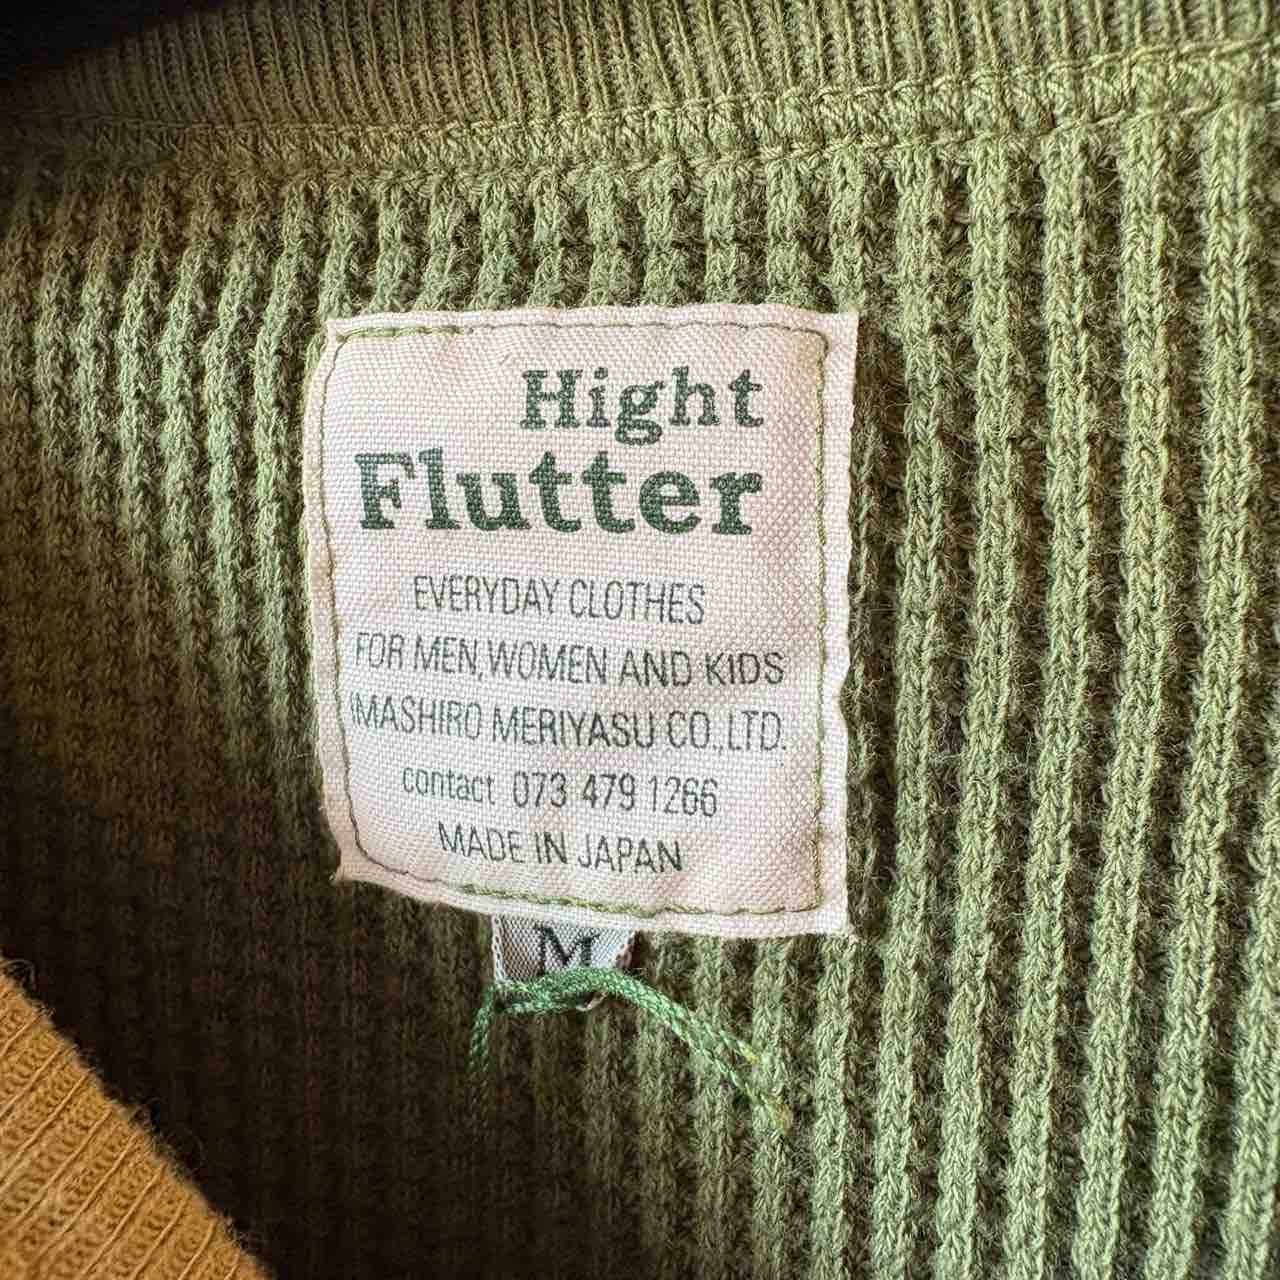 Hight
Flutter
EVERYDAY CLOTHES
FOR MEN,WOMEN AND KIDS
IMASHIRO MERIYASU CO.,LTD.
contact 073 479 1266
MADE IN JAPAN
M